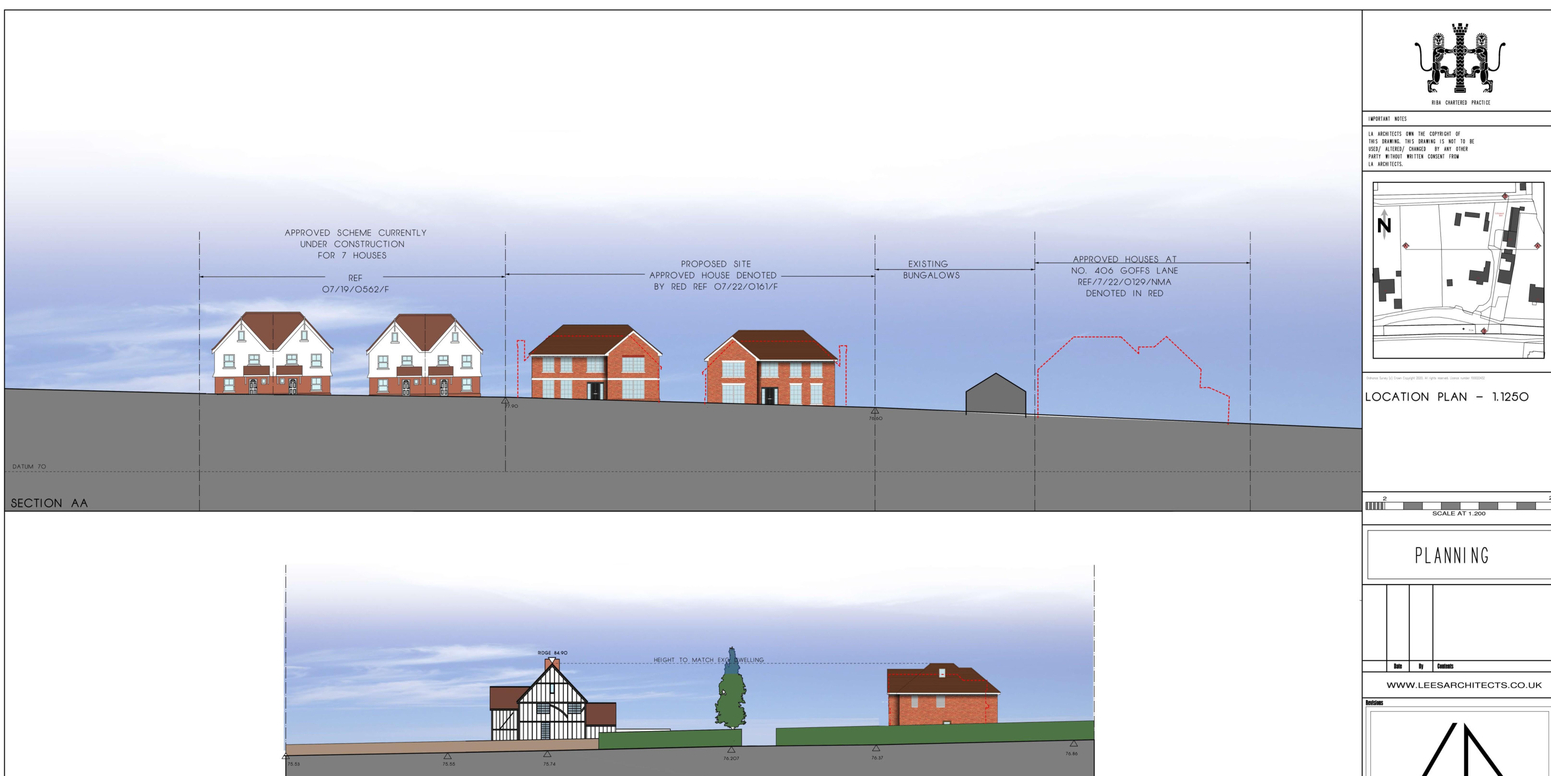 APPROVED SCHEME CURRENTLY
UNDER CONSTRUCTION
FOR 7 HOUSES
REF
07/19/0562/F
PROPOSED SITE
APPROVED HOUSE DENOTED
BY RED REF 07/22/0161/F
EXISTING
BUNGALOWS
APPROVED HOUSES AT
NO. 406 GOFFS LANE
REF/7/22/0129/NMA
DENOTED IN RED
DATUM 70
SECTION AA
RIDGE 84.90
HEIGHT TO MATCH EXG DWELLING
76.207
76.86
RIBA CHARTERED PRACTICE
IMPORTANT NOTES
LA ARCHITECTS OWN THE COPYRIGHT OF
THIS DRAWING. THIS DRAWING IS NOT TO BE
USED/ ALTERED/ CHANGED BY ANY OTHER
PARTY WITHOUT WRITTEN CONSENT FROM
LA ARCHITECTS.
N
LOCATION PLAN - 1.1250
2
SCALE AT 1.200
PLANNING
Date By Contents
WWW.LEESARCHITECTS.CO.UK
Revisions